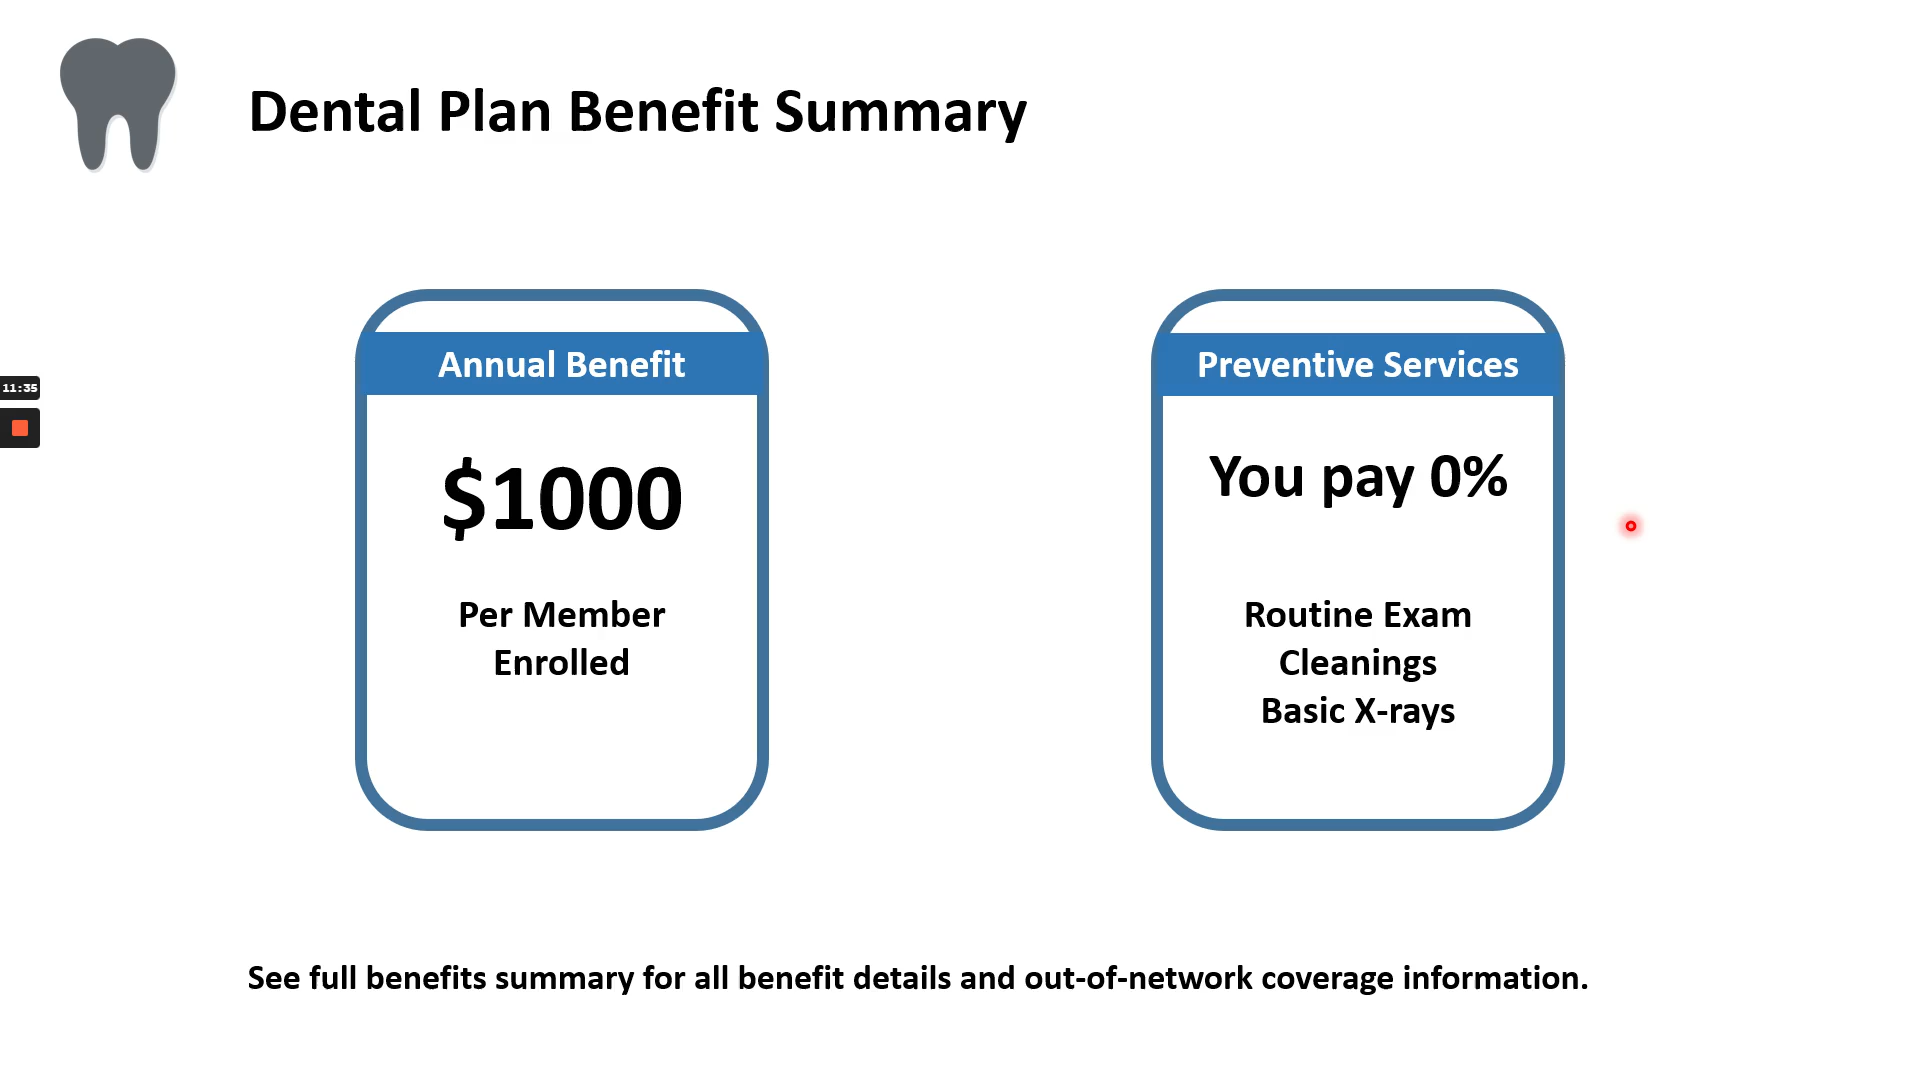 Dental Plan Benefit Summary
Annual Benefit
$1000
Per Member
Enrolled
Preventive Services
You pay 0%
Routine Exam
Cleanings
Basic X-rays
11:35
See full benefits summary for all benefit details and out-of-network coverage information.